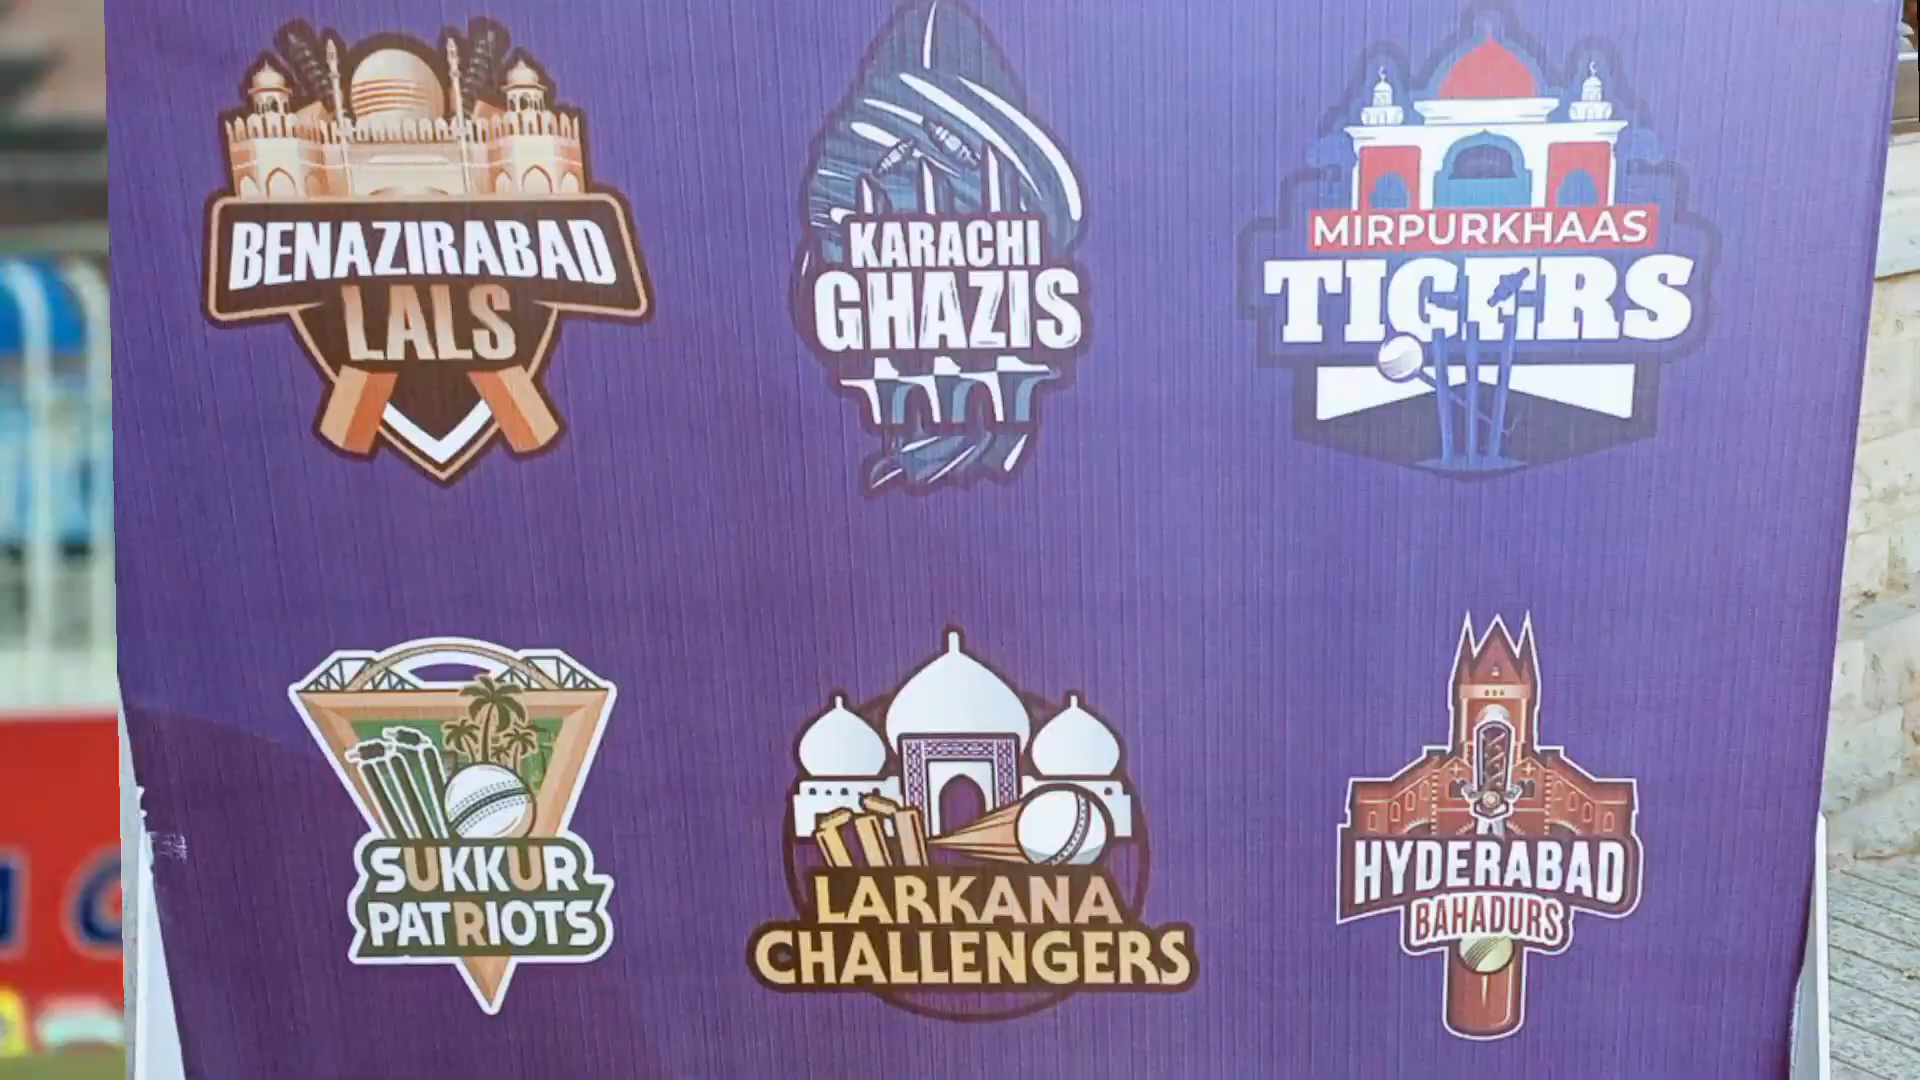 BENAZIRABAD
LALS
KARACHI
GHAZIS
MIRPURKHAAS
TIGERS
SUKKUR
PATRIOTS
LARKANA
CHALLENGERS
HYDERABAD
BAHADURS